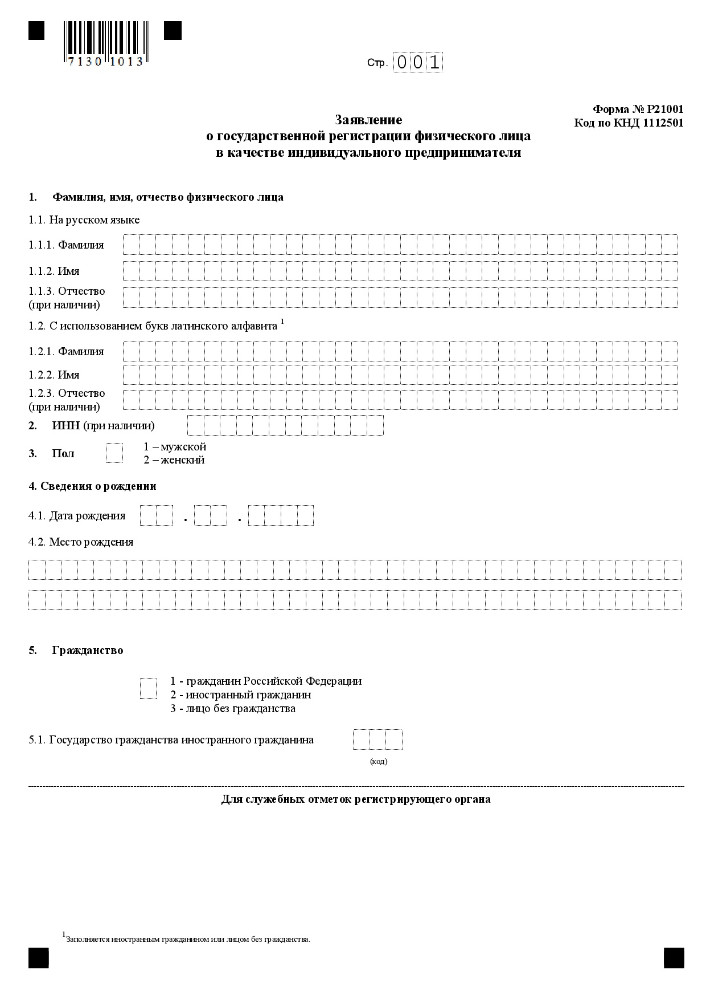 7130 1013
Стр. 001
Форма № Р21001
Код по КНД 1112501
Заявление
о государственной регистрации физического лица
в качестве индивидуального предпринимателя
1. Фамилия, имя, отчество физического лица
1.1. На русском языке
1.1.1. Фамилия
1.1.2. Имя
1.1.3. Отчество
(при наличии)
1.2. С использованием букв латинского алфавита 1
1.2.1. Фамилия
1.2.2. Имя
1.2.3. Отчество
(при наличии)
2. ИНН (при наличии)
3. Пол
1 – мужской
2 – женский
4. Сведения о рождении
4.1. Дата рождения . .
4.2. Место рождения
5. Гражданство
1 - гражданин Российской Федерации
2 - иностранный гражданин
3 - лицо без гражданства
5.1. Государство гражданства иностранного гражданина
(код)
Для служебных отметок регистрирующего органа
1 Заполняется иностранным гражданином или лицом без гражданства.